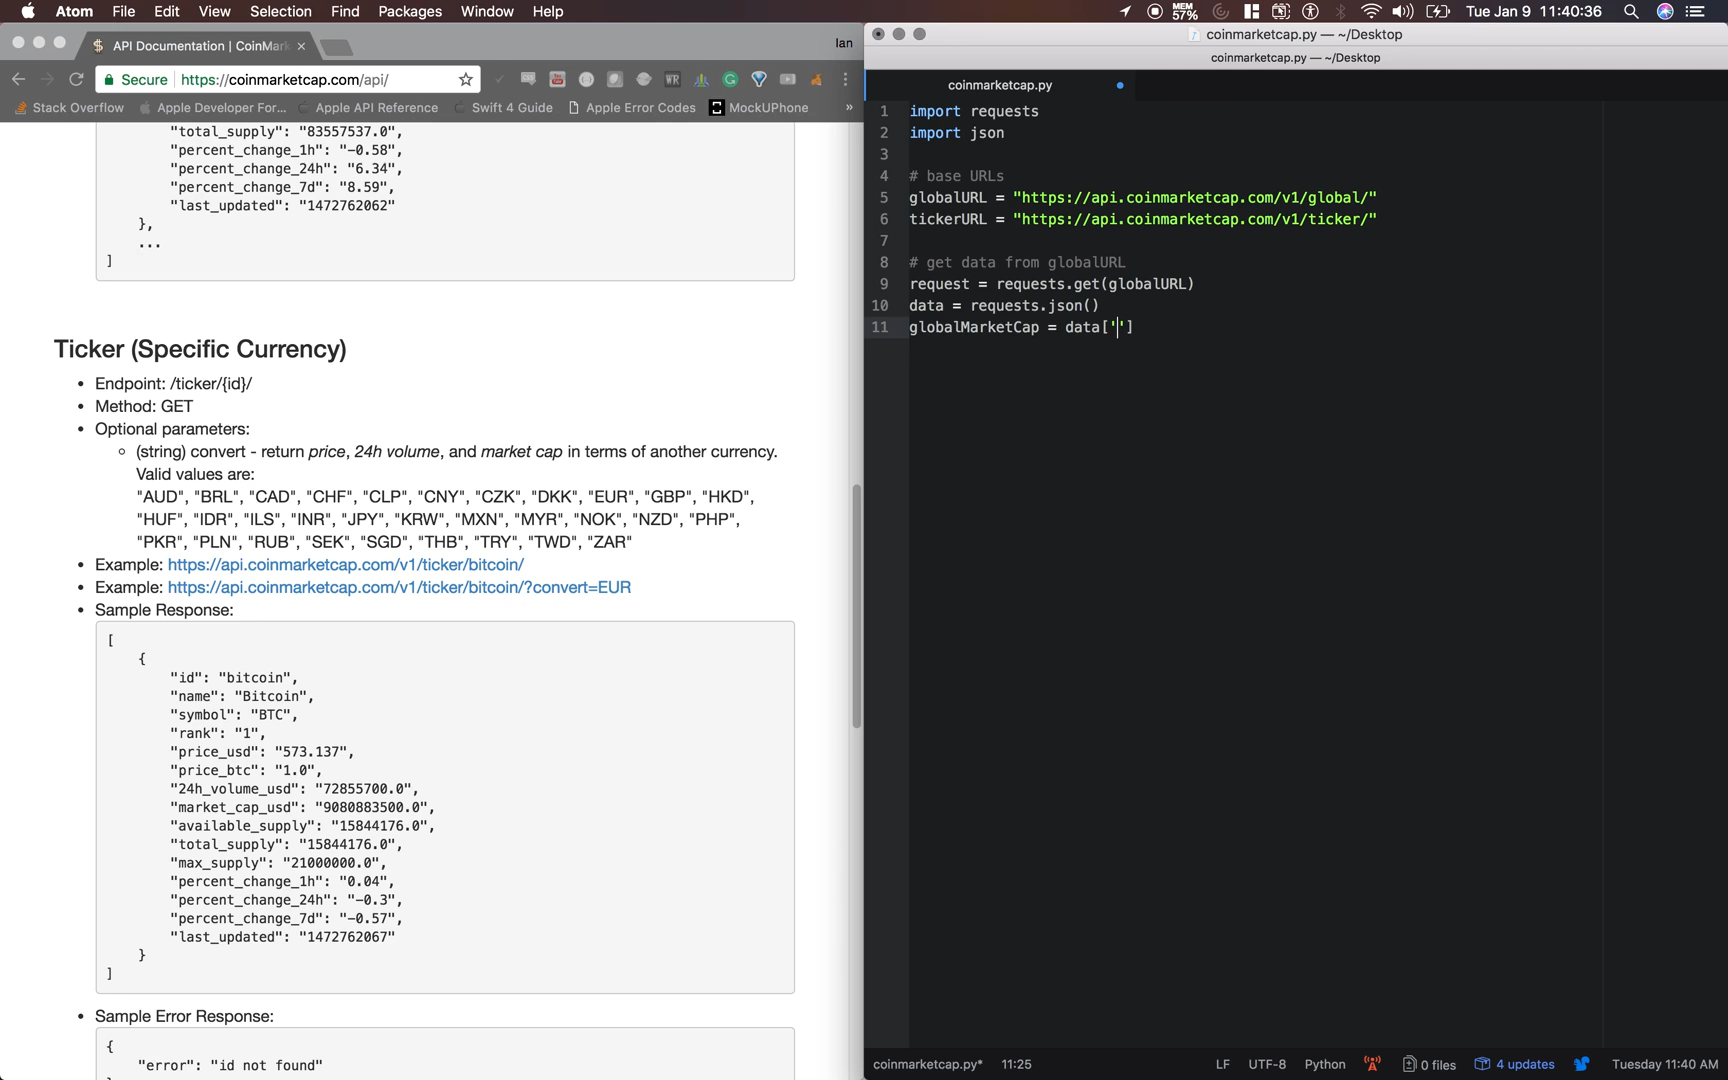 Atom File Edit View Selection Find Packages Window Help
MEM 57% Tue Jan 9 11:40:36
API Documentation | CoinMark
Ian
Secure https://coinmarketcap.com/api/
WR
Stack Overflow Apple Developer For... Apple API Reference Swift 4 Guide Apple Error Codes MockUPhone »
"total_supply": "83557537.0",
"percent_change_1h": "-0.58",
"percent_change_24h": "6.34",
"percent_change_7d": "8.59",
"last_updated": "1472762062"
},
...
]
Ticker (Specific Currency)
• Endpoint: /ticker/{id}/
• Method: GET
• Optional parameters:
(string) convert - return price, 24h volume, and market cap in terms of another currency.
Valid values are:
"AUD", "BRL", "CAD", "CHF", "CLP", "CNY", "CZK", "DKK", "EUR", "GBP", "HKD",
"HUF", "IDR", "ILS", "INR", "JPY", "KRW", "MXN", "MYR", "NOK", "NZD", "PHP",
"PKR", "PLN", "RUB", "SEK", "SGD", "THB", "TRY", "TWD", "ZAR"
• Example: https://api.coinmarketcap.com/v1/ticker/bitcoin/
• Example: https://api.coinmarketcap.com/v1/ticker/bitcoin/?convert=EUR
• Sample Response:
[
{
"id": "bitcoin",
"name": "Bitcoin",
"symbol": "BTC",
"rank": "1",
"price_usd": "573.137",
"price_btc": "1.0",
"24h_volume_usd": "72855700.0",
"market_cap_usd": "9080883500.0",
"available_supply": "15844176.0",
"total_supply": "15844176.0",
"max_supply": "21000000.0",
"percent_change_1h": "0.04",
"percent_change_24h": "-0.3",
"percent_change_7d": "-0.57",
"last_updated": "1472762067"
}
]
• Sample Error Response:
{
"error": "id not found"
coinmarketcap.py — ~/Desktop
coinmarketcap.py — ~/Desktop
coinmarketcap.py
1 import requests
2 import json
3
4 # base URLs
5 globalURL = "https://api.coinmarketcap.com/v1/global/"
6 tickerURL = "https://api.coinmarketcap.com/v1/ticker/"
7
8 # get data from globalURL
9 request = requests.get(globalURL)
10 data = requests.json()
11 globalMarketCap = data['']
coinmarketcap.py* 11:25 LF UTF-8 Python 0 files 4 updates Tuesday 11:40 AM